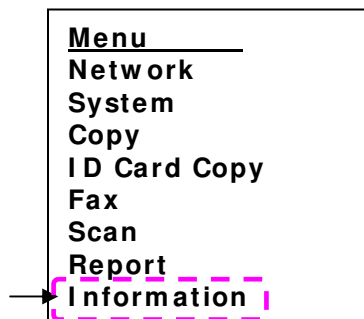 Menu
Network
System
Copy
ID Card Copy
Fax
Scan
Report
Information